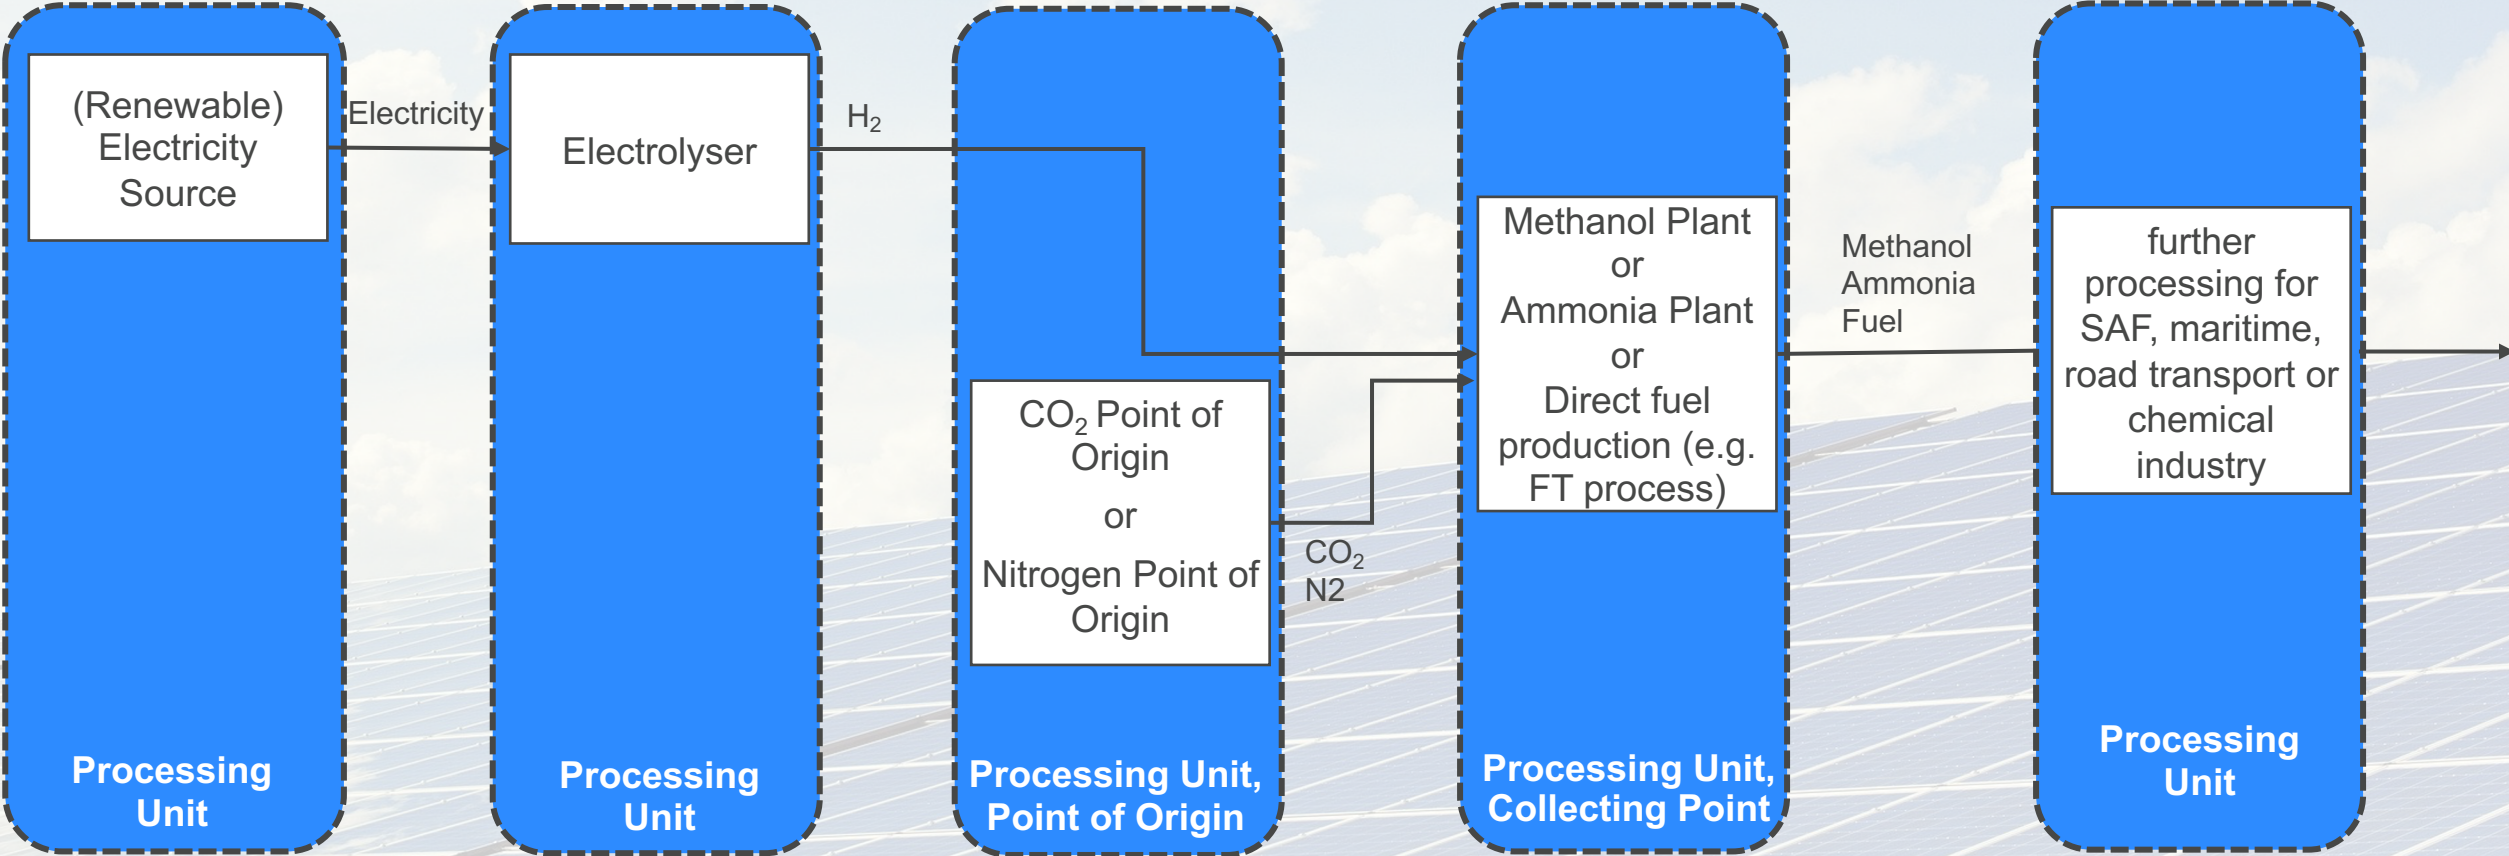 (Renewable)
Electricity
Source
Electricity
Electrolyser
H₂
CO₂ Point of
Origin
or
Nitrogen Point of
Origin
CO₂
N2
Methanol Plant
or
Ammonia Plant
or
Direct fuel
production (e.g.
FT process)
Methanol
Ammonia
Fuel
further
processing for
SAF, maritime,
road transport or
chemical
industry
Processing
Unit
Processing
Unit
Processing Unit,
Point of Origin
Processing Unit,
Collecting Point
Processing
Unit